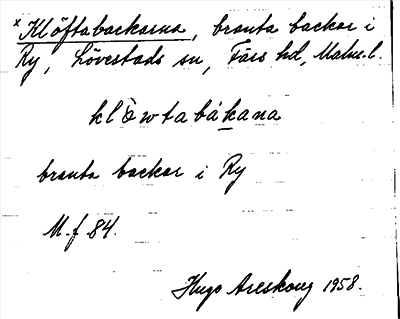 * Klöftabackarna, branta backar i
Ry, Lövestads sn, Färs hd, Malm. l.
klöwtabákana
branta backar i Ry
M. f. 84.
Hugo Areskoug 1958.